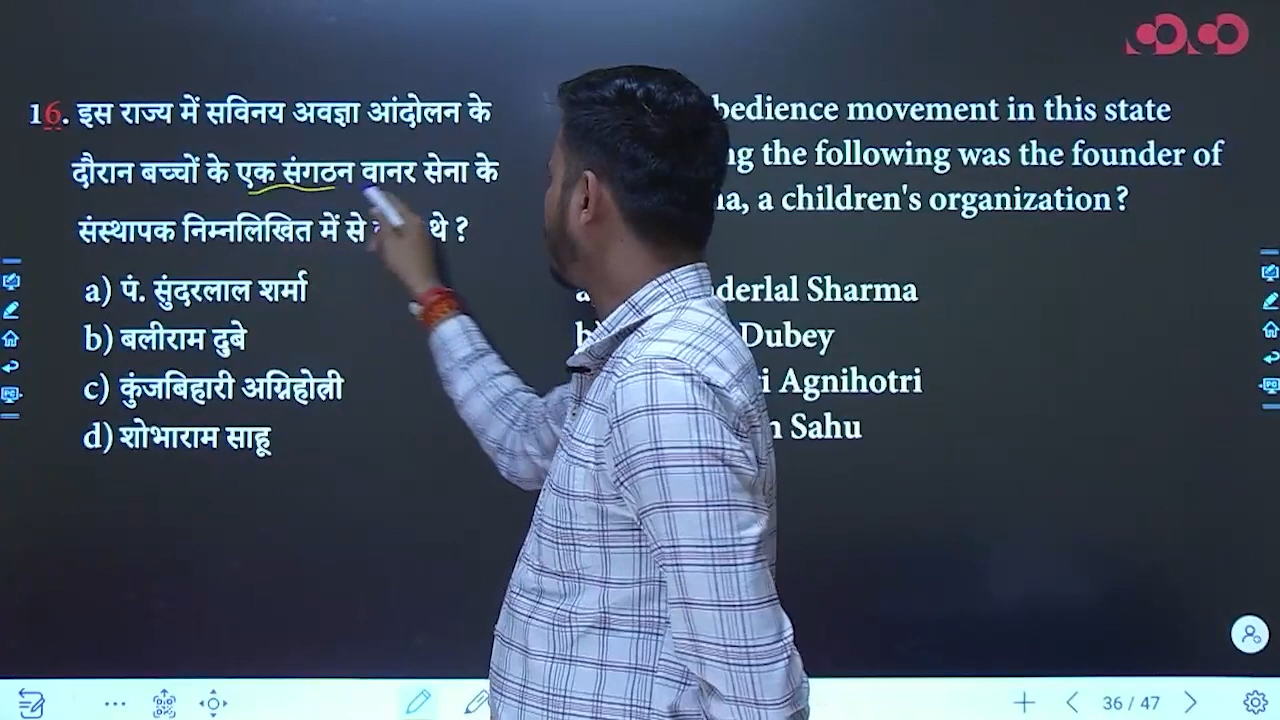 16. इस राज्य में सविनय अवज्ञा आंदोलन के
दौरान बच्चों के एक संगठन वानर सेना के
संस्थापक निम्नलिखित में से थे ?
a) पं. सुंदरलाल शर्मा
b) बलीराम दुबे
c) कुंजबिहारी अग्निहोत्री
d) शोभाराम साहू
bedience movement in this state
the following was the founder of
a children's organization?
Sharma
Dubey
Agnihotri
Sahu
36 / 47